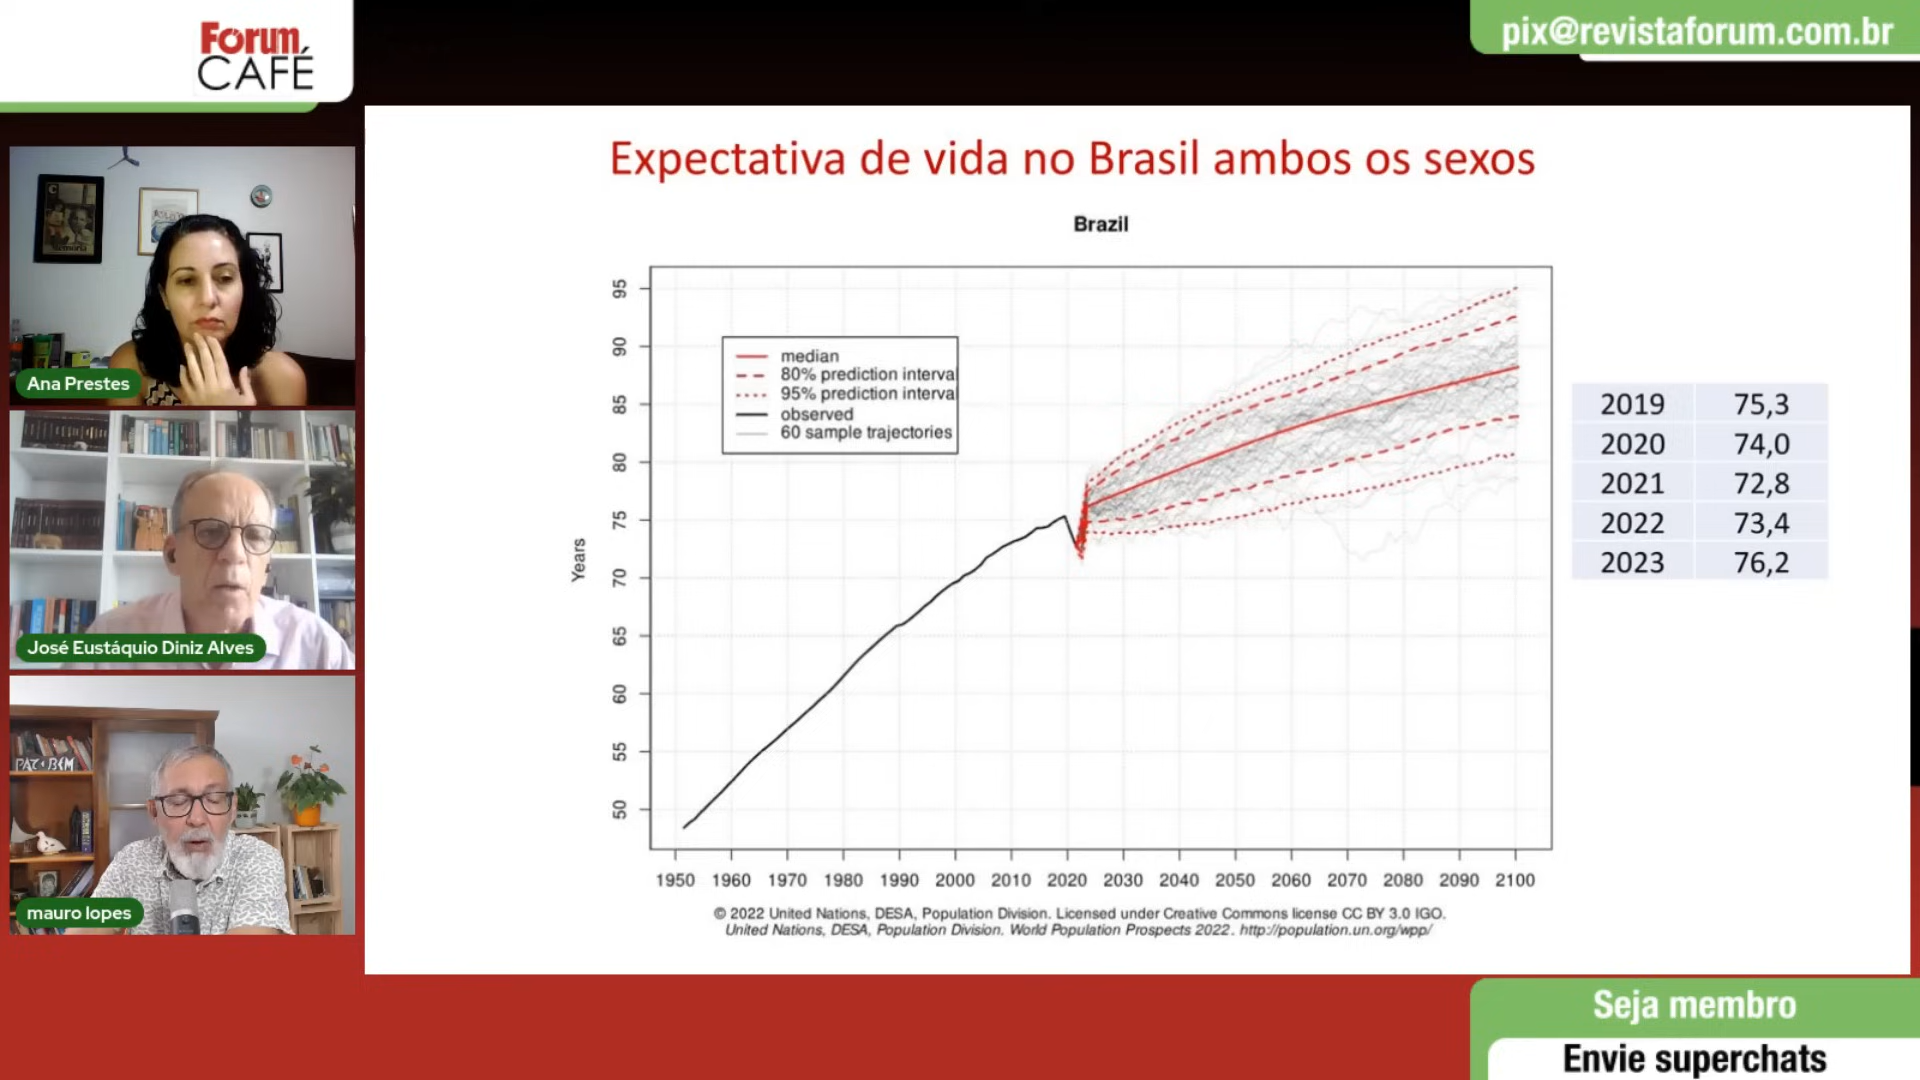 Forum
CAFÉ
pix@revistaforum.com.br
Ana Prestes
José Eustáquio Diniz Alves
PAZ E BEM
mauro lopes
Expectativa de vida no Brasil ambos os sexos
Brazil
Years
95
90
85
80
75
70
65
60
55
50
median
80% prediction interval
95% prediction interval
observed
60 sample trajectories
1950 1960 1970 1980 1990 2000 2010 2020 2030 2040 2050 2060 2070 2080 2090 2100
© 2022 United Nations, DESA, Population Division. Licensed under Creative Commons license CC BY 3.0 IGO.
United Nations, DESA, Population Division. World Population Prospects 2022. http://population.un.org/wpp/
2019 75,3
2020 74,0
2021 72,8
2022 73,4
2023 76,2
Seja membro
Envie superchats